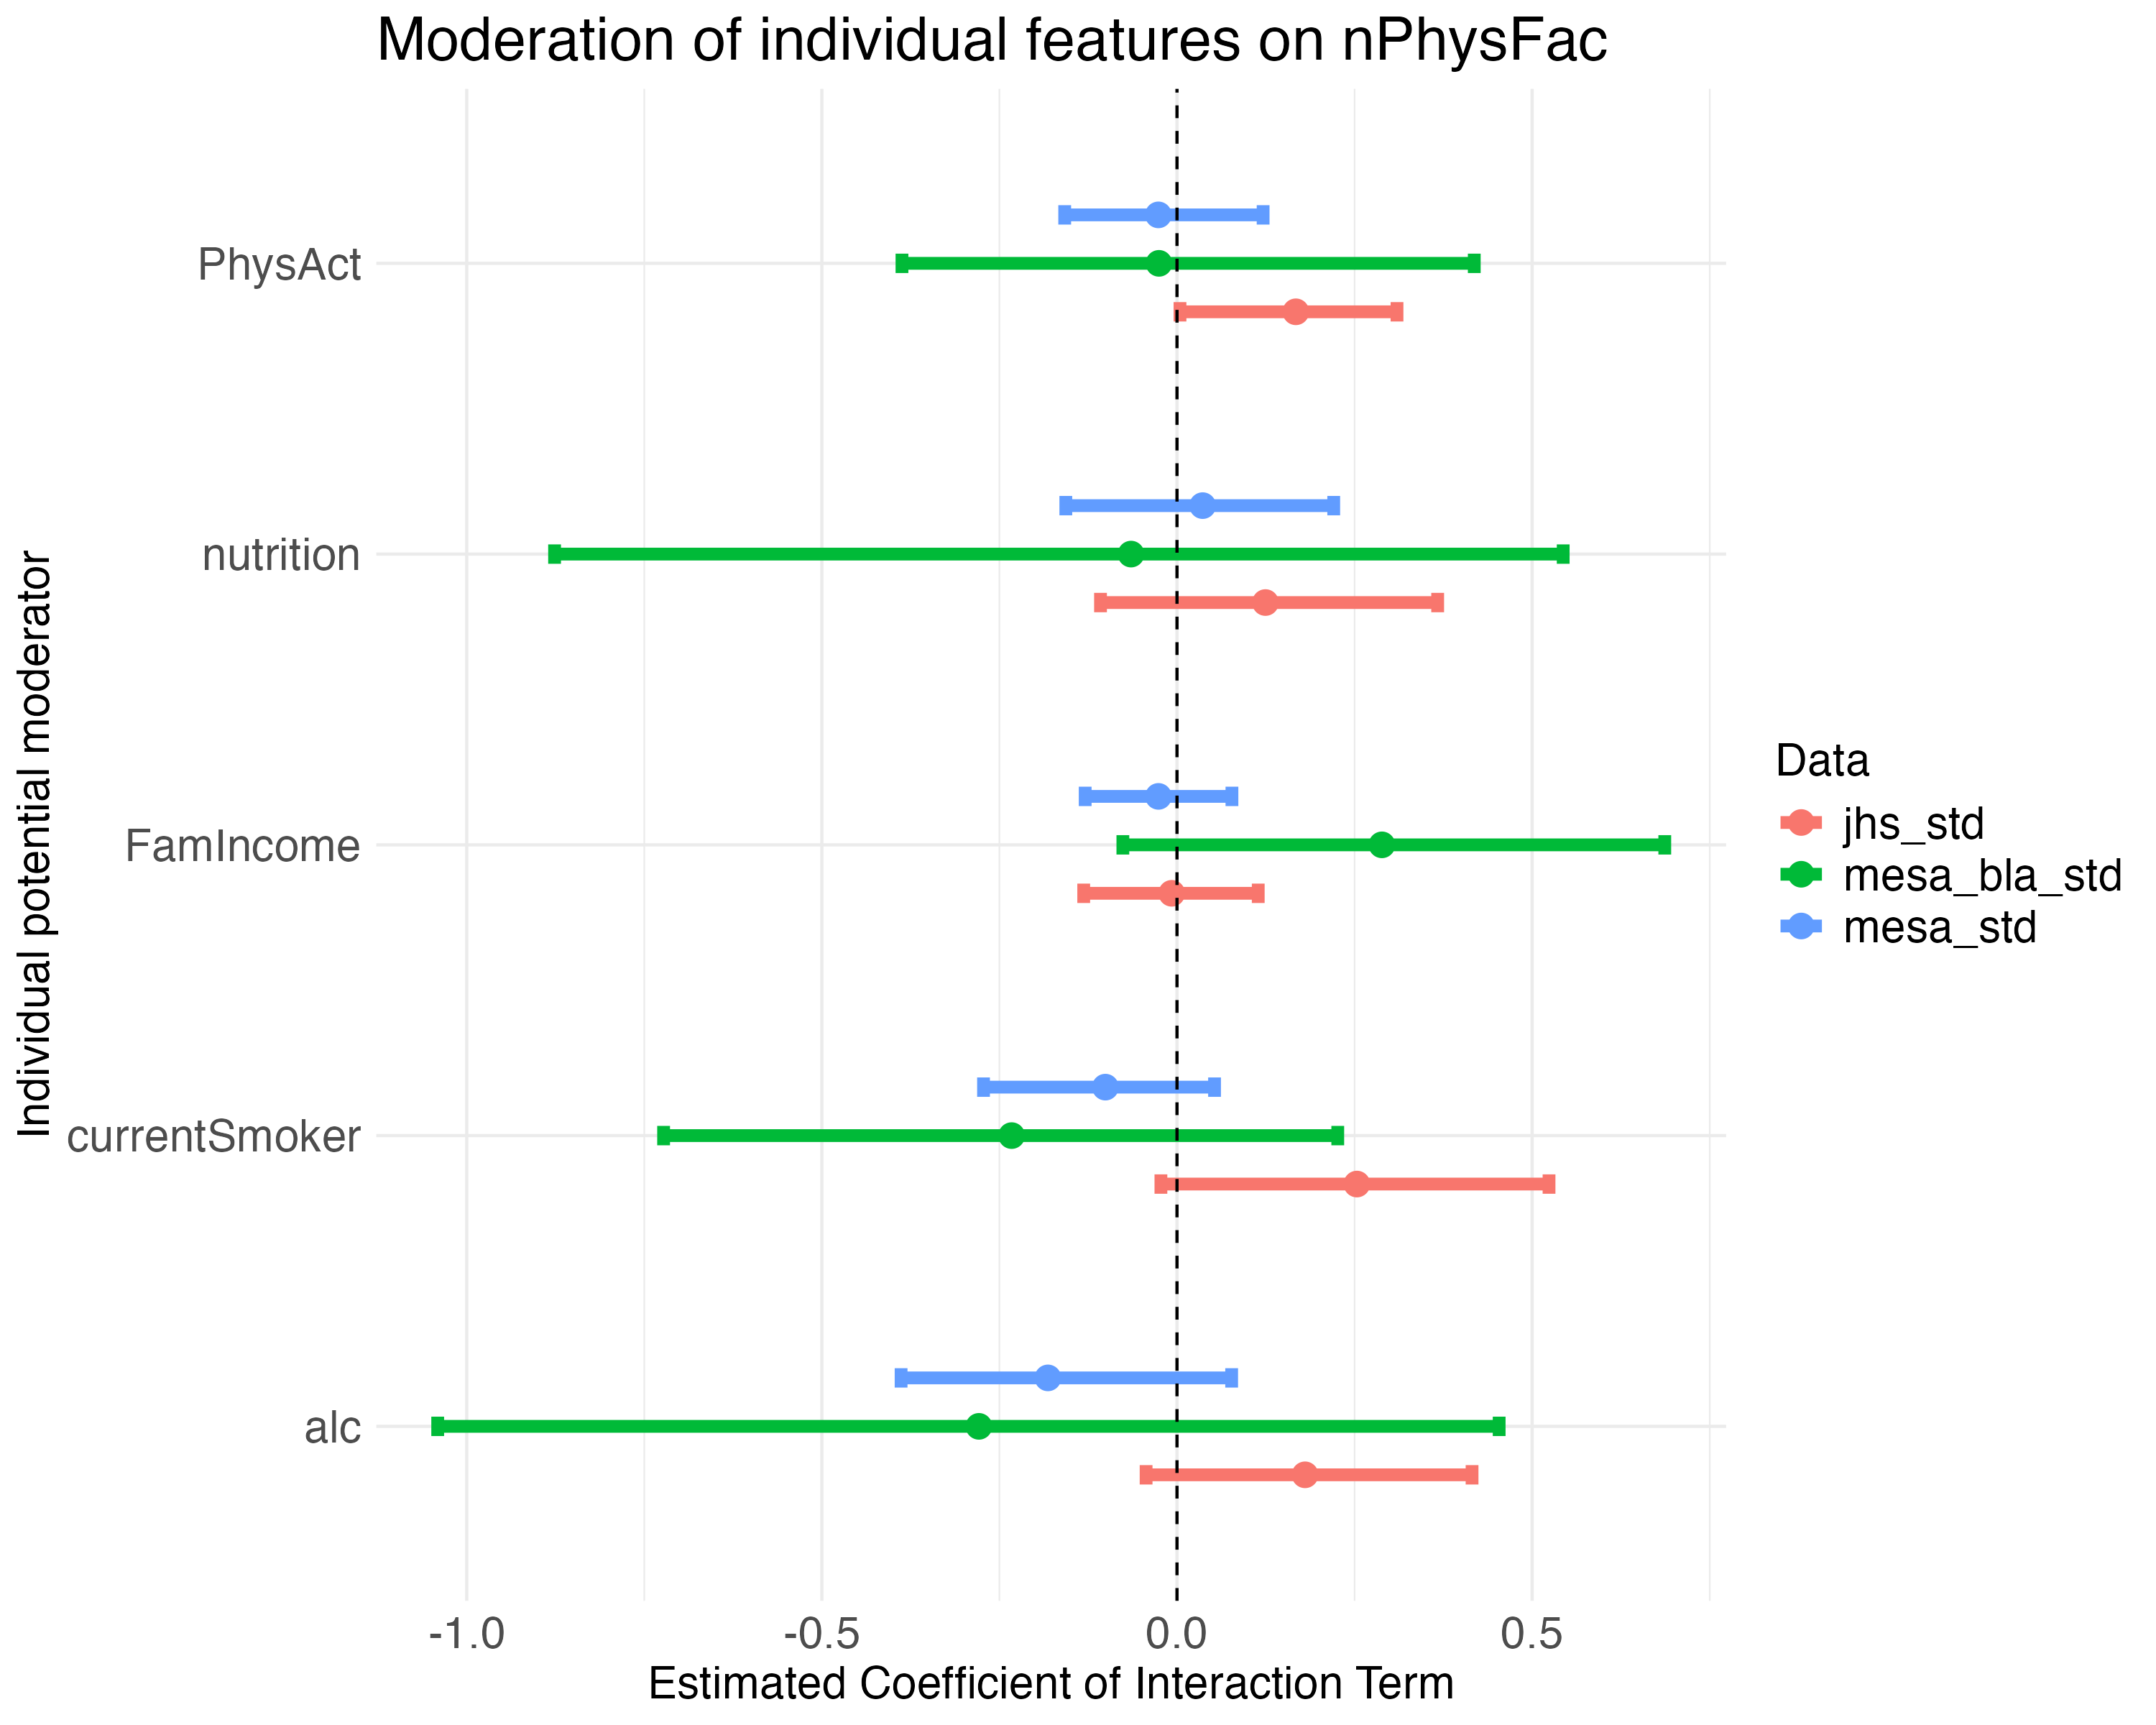 Moderation of individual features on nPhysFac
Individual potential moderator
PhysAct
nutrition
FamIncome
currentSmoker
alc
-1.0
-0.5
0.0
0.5
Estimated Coefficient of Interaction Term
Data
jhs_std
mesa_bla_std
mesa_std